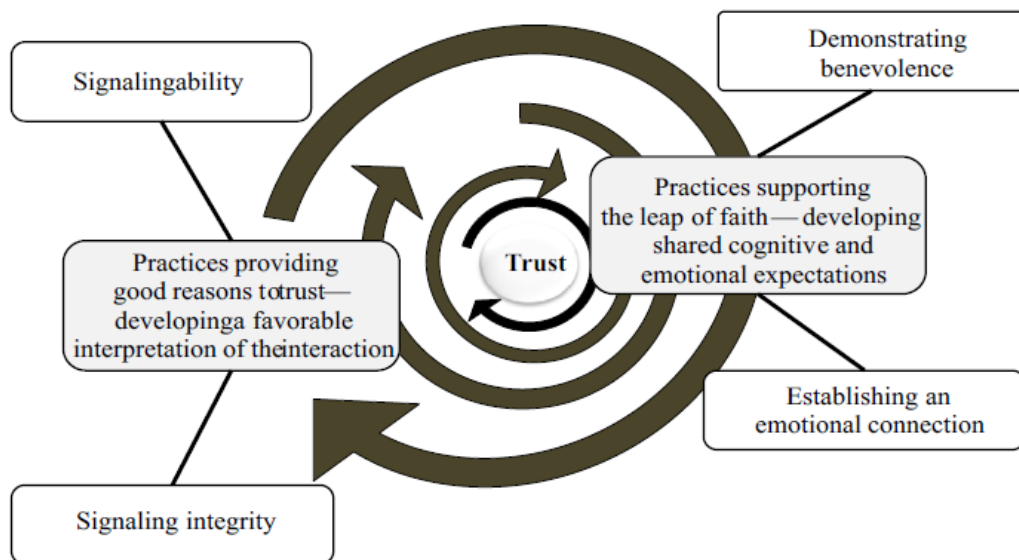 Signalingability
Demonstrating
benevolence
Practices providing
good reasons totrust—
developinga favorable
interpretation of theinteraction
Trust
Practices supporting
the leap of faith— developing
shared cognitive and
emotional expectations
Signaling integrity
Establishing an
emotional connection